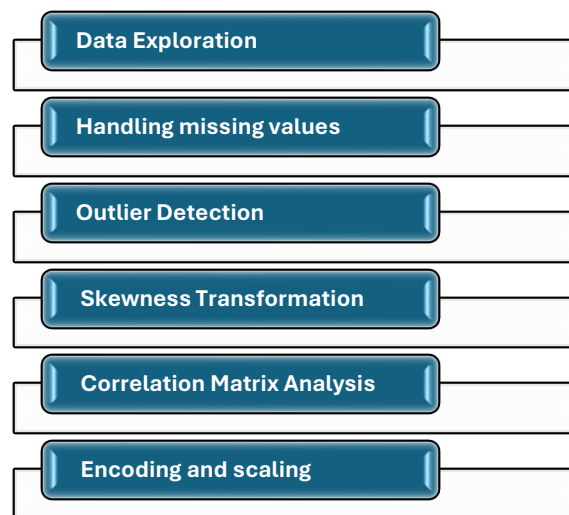 Data Exploration
Handling missing values
Outlier Detection
Skewness Transformation
Correlation Matrix Analysis
Encoding and scaling